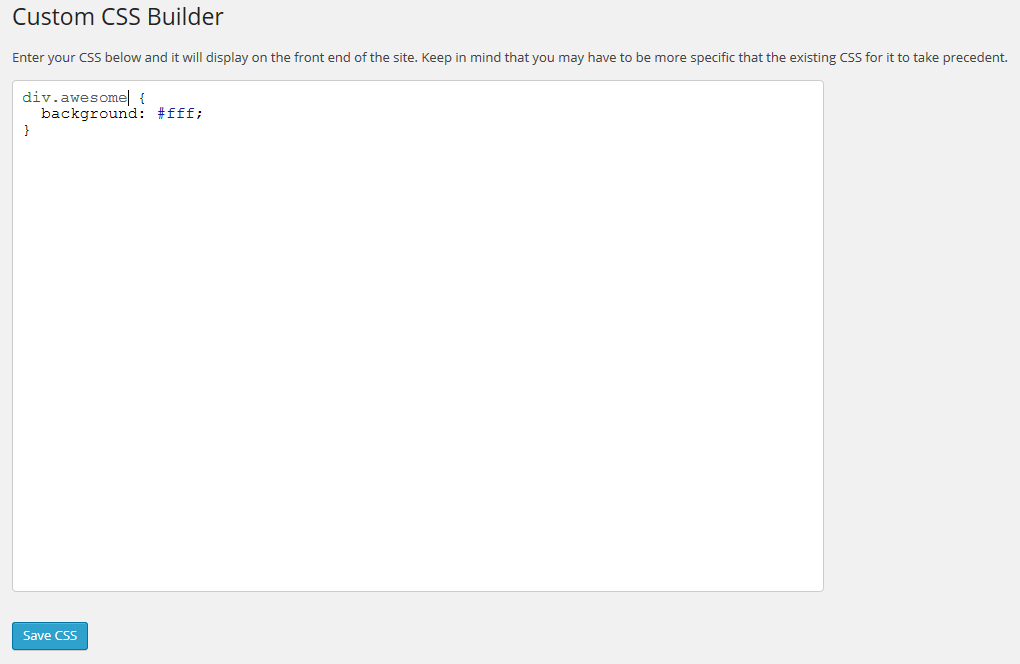 Custom CSS Builder
Enter your CSS below and it will display on the front end of the site. Keep in mind that you may have to be more specific that the existing CSS for it to take precedent.
div.awesome {
  background: #fff;
}
Save CSS